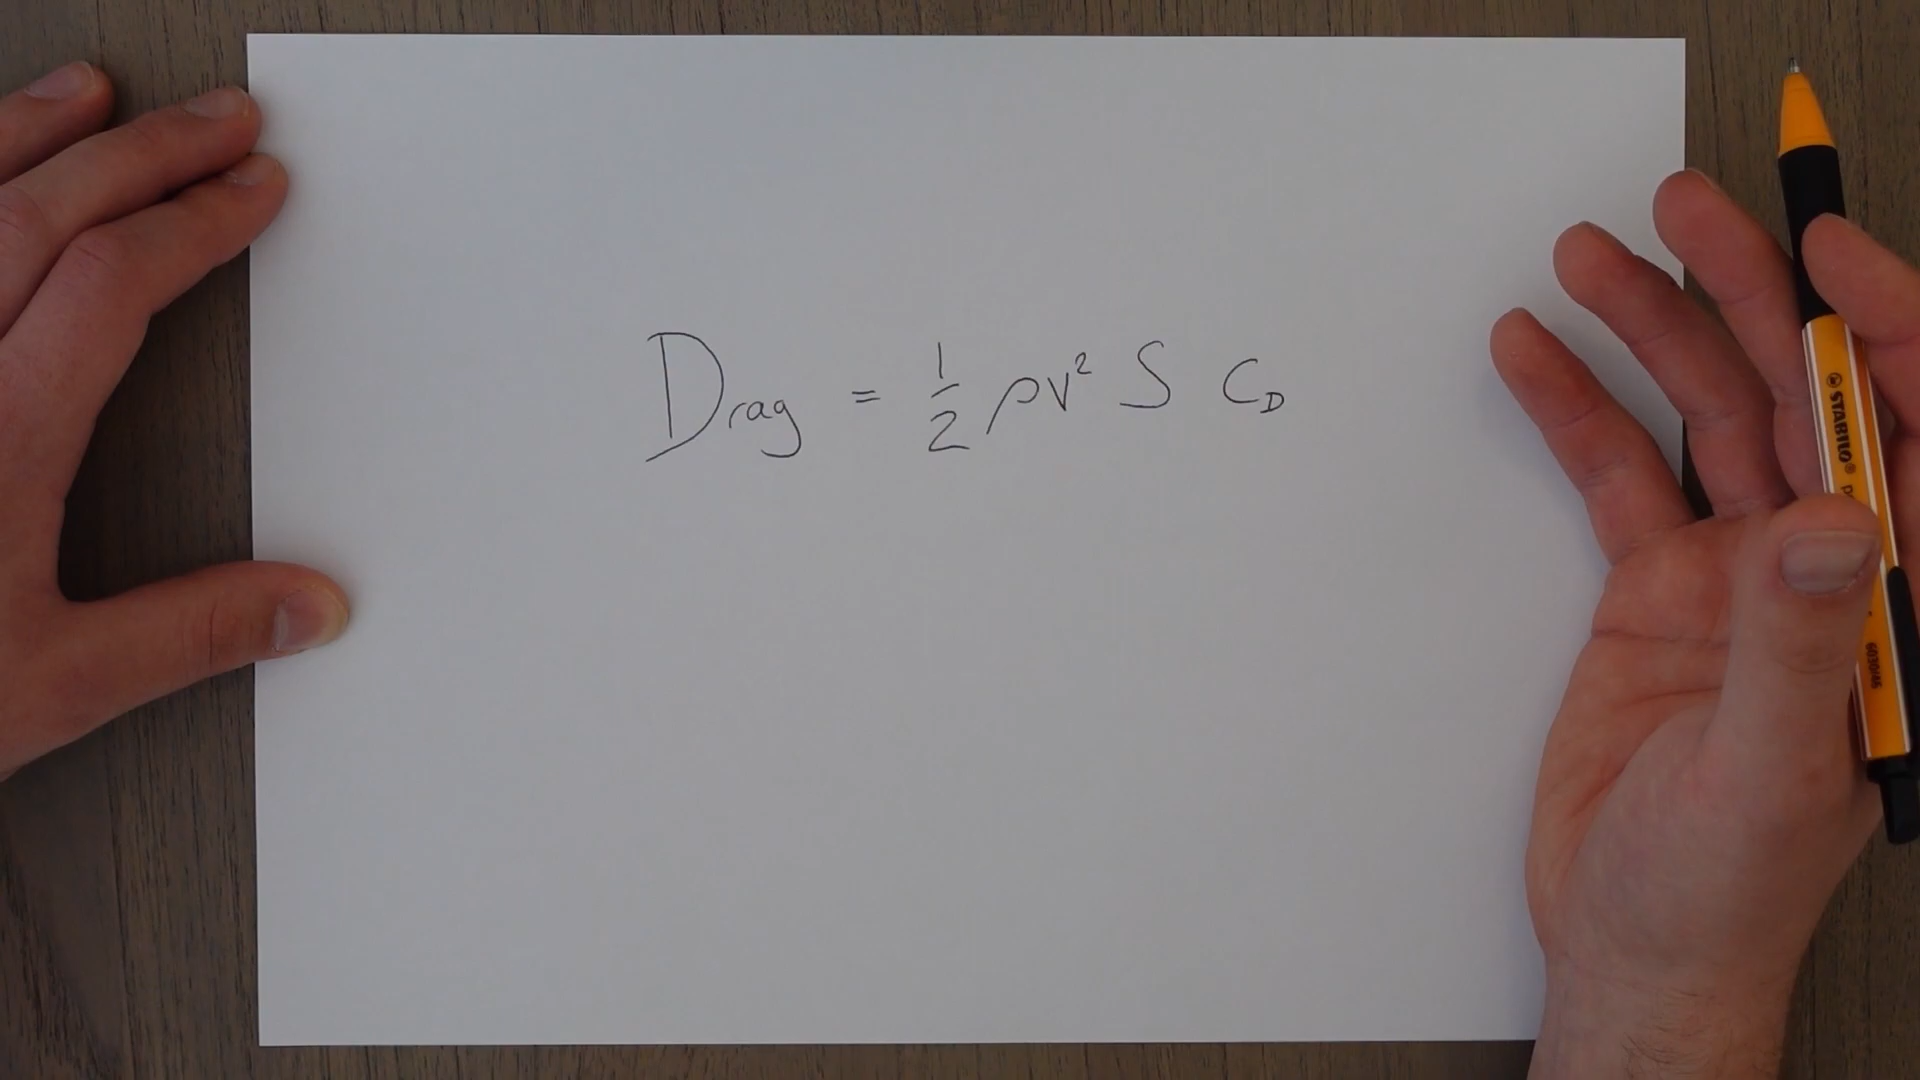 Drag = ½ ρV² S C_D
STABILO®